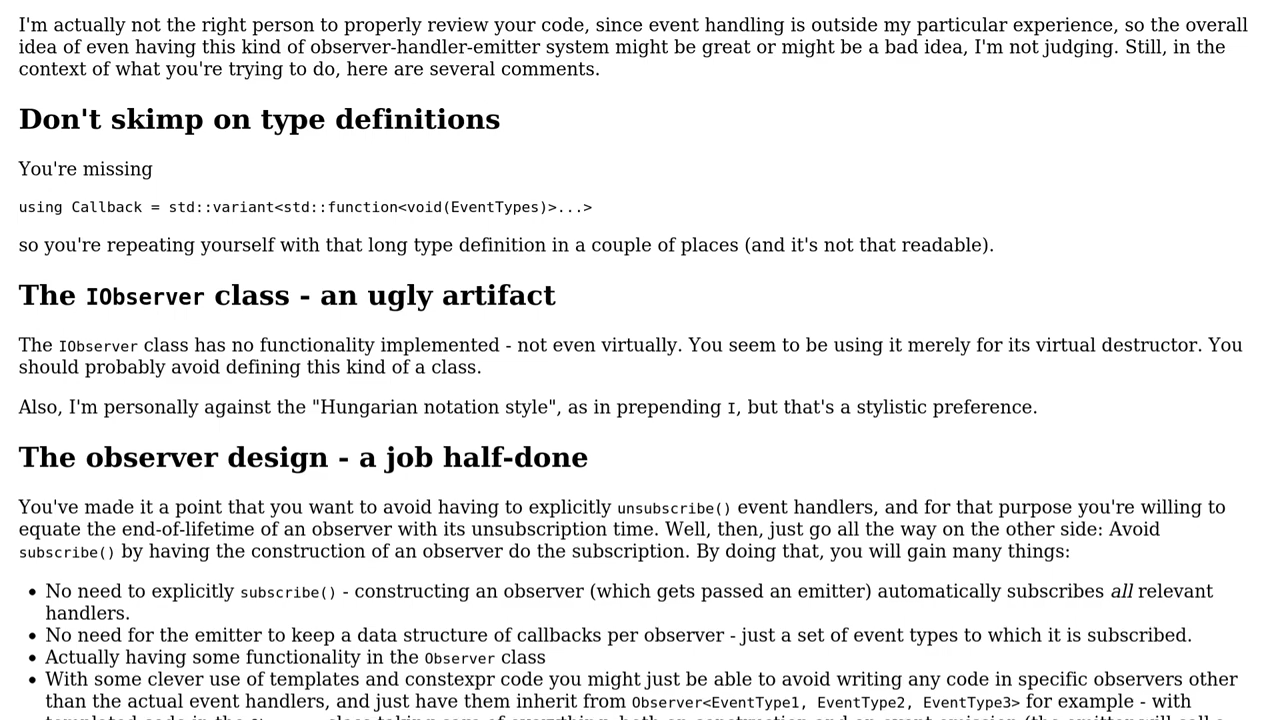 I'm actually not the right person to properly review your code, since event handling is outside my particular experience, so the overall
idea of even having this kind of observer-handler-emitter system might be great or might be a bad idea, I'm not judging. Still, in the
context of what you're trying to do, here are several comments.
Don't skimp on type definitions
You're missing
using Callback = std::variant<std::function<void(EventTypes)>...>
so you're repeating yourself with that long type definition in a couple of places (and it's not that readable).
The IObserver class - an ugly artifact
The IObserver class has no functionality implemented - not even virtually. You seem to be using it merely for its virtual destructor. You
should probably avoid defining this kind of a class.
Also, I'm personally against the "Hungarian notation style", as in prepending I, but that's a stylistic preference.
The observer design - a job half-done
You've made it a point that you want to avoid having to explicitly unsubscribe() event handlers, and for that purpose you're willing to
equate the end-of-lifetime of an observer with its unsubscription time. Well, then, just go all the way on the other side: Avoid
subscribe() by having the construction of an observer do the subscription. By doing that, you will gain many things:
• No need to explicitly subscribe() - constructing an observer (which gets passed an emitter) automatically subscribes all relevant
handlers.
• No need for the emitter to keep a data structure of callbacks per observer - just a set of event types to which it is subscribed.
• Actually having some functionality in the Observer class
• With some clever use of templates and constexpr code you might just be able to avoid writing any code in specific observers other
than the actual event handlers, and just have them inherit from Observer<EventType1, EventType2, EventType3> for example - with